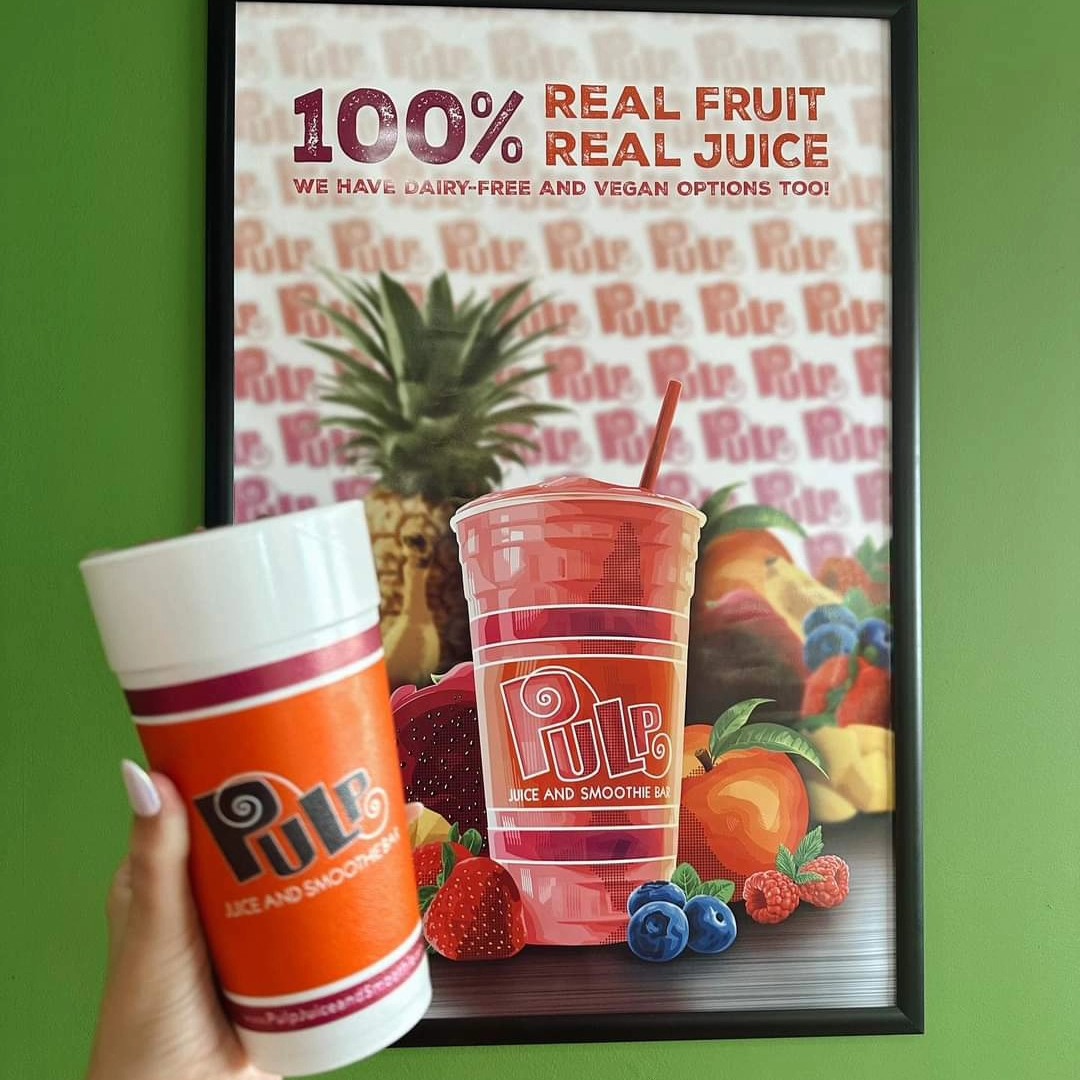 100% REAL FRUIT
REAL JUICE
WE HAVE DAIRY-FREE AND VEGAN OPTIONS TOO!
PULP
JUICE AND SMOOTHIE BAR
PULP
JUICE AND SMOOTHIE BAR